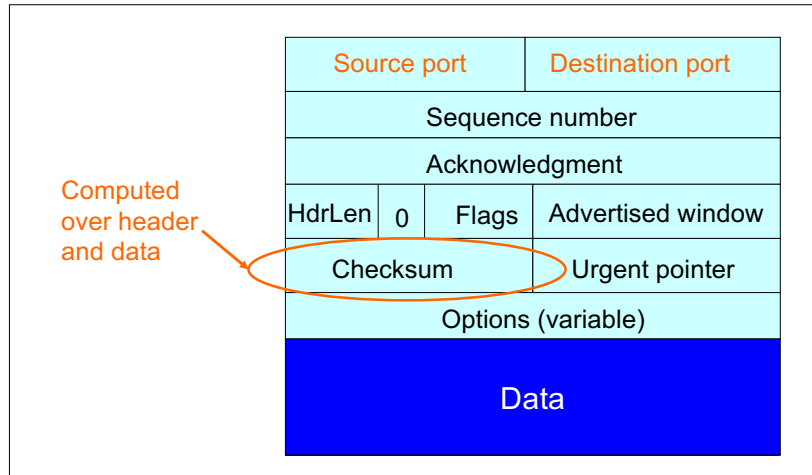 Source port
Destination port
Sequence number
Acknowledgment
Computed
over header
and data
HdrLen
0
Flags
Advertised window
Checksum
Urgent pointer
Options (variable)
Data